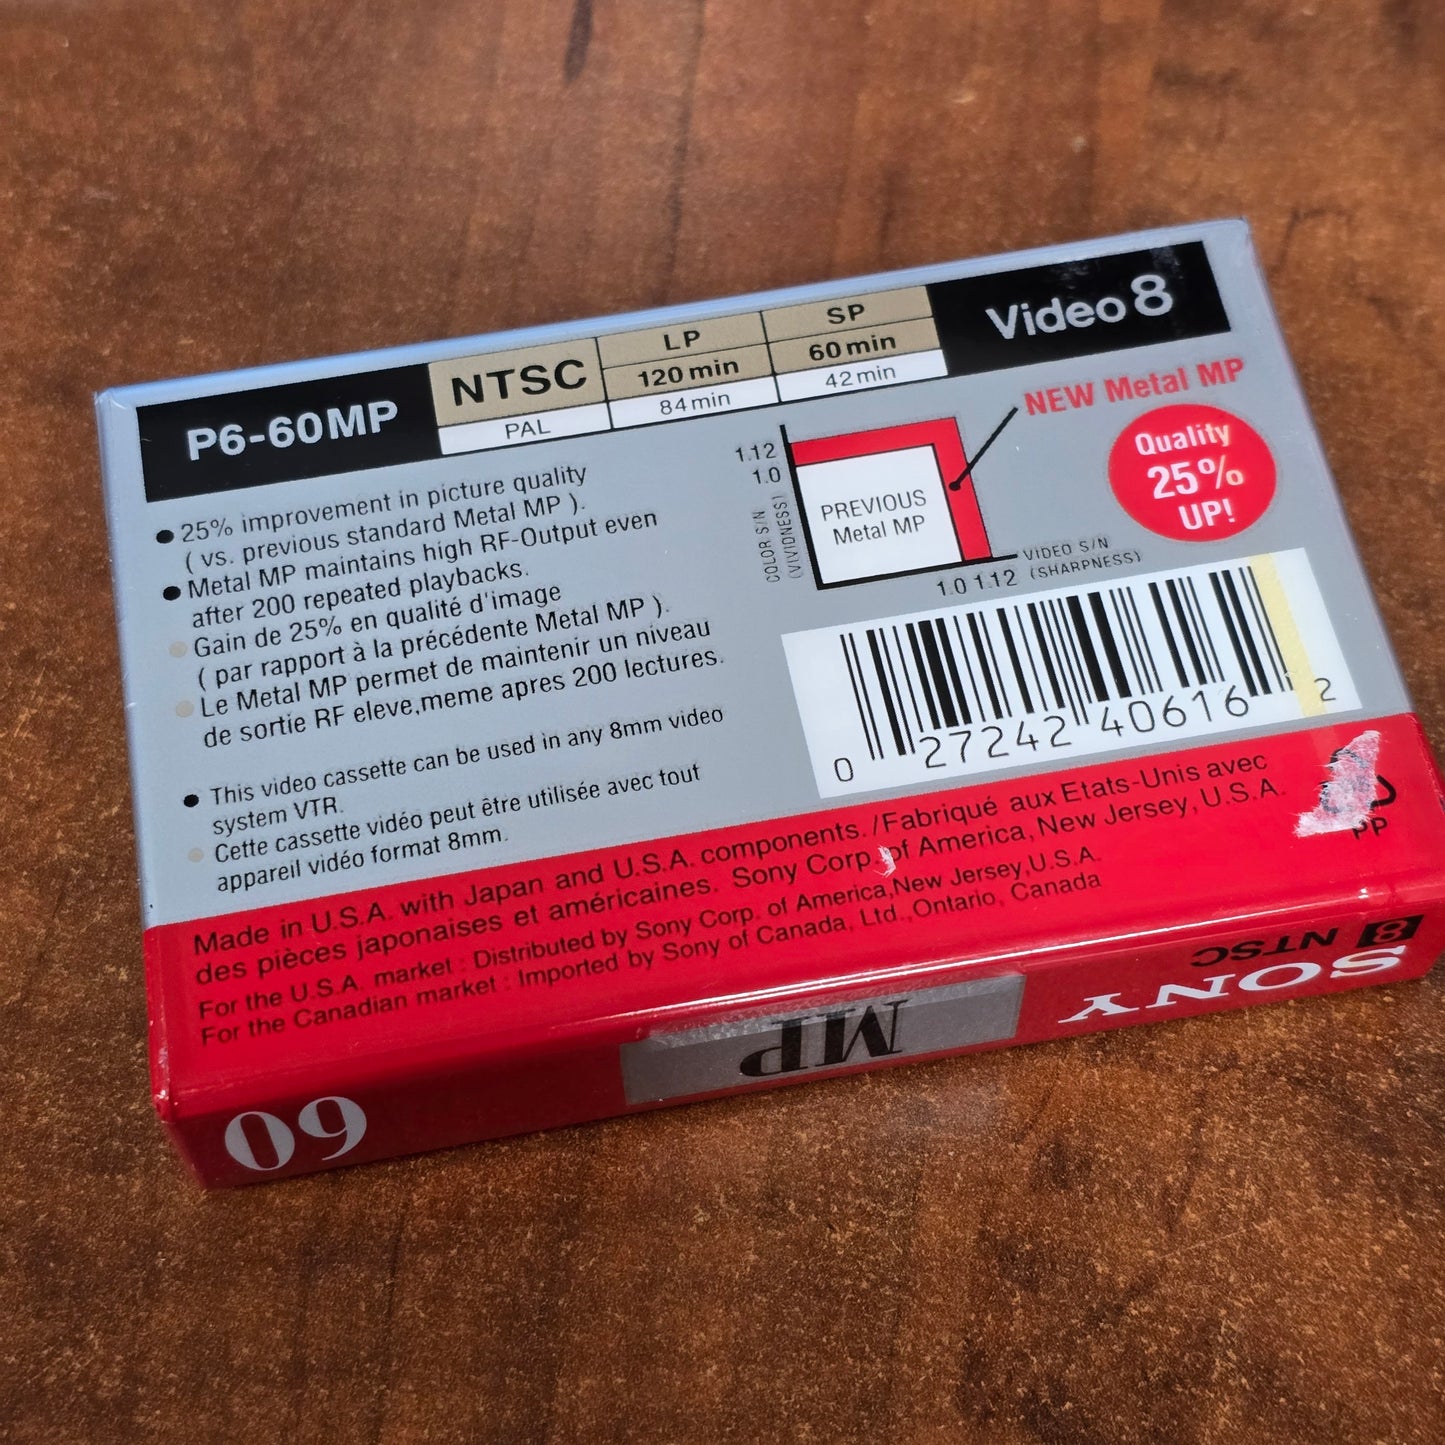 P6-60MP
NTSC LP SP
120 min 60 min
PAL 84 min 42 min
Video 8
• 25% improvement in picture quality
( vs. previous standard Metal MP ).
• Metal MP maintains high RF-Output even
after 200 repeated playbacks.
• Gain de 25% en qualité d'image
( par rapport à la précédente Metal MP ).
• Le Metal MP permet de maintenir un niveau
de sortie RF eleve,meme apres 200 lectures.
• This video cassette can be used in any 8mm video
system VTR.
• Cette cassette vidéo peut être utilisée avec tout
appareil vidéo format 8mm.
NEW Metal MP
1.12
1.0
COLOR S/N
(VIVIDNESS)
PREVIOUS
Metal MP
1.0 1.12
VIDEO S/N
(SHARPNESS)
Quality
25%
UP!
0 27242 40616 2
Made in U.S.A. with Japan and U.S.A. components./Fabriqué aux Etats-Unis avec
des pièces japonaises et américaines. Sony Corp. of America, New Jersey, U.S.A.
For the U.S.A. market : Distributed by Sony Corp. of America,New Jersey,U.S.A.
For the Canadian market : Imported by Sony of Canada, Ltd.,Ontario, Canada
PP
SONY
8 NTSC
MP
60